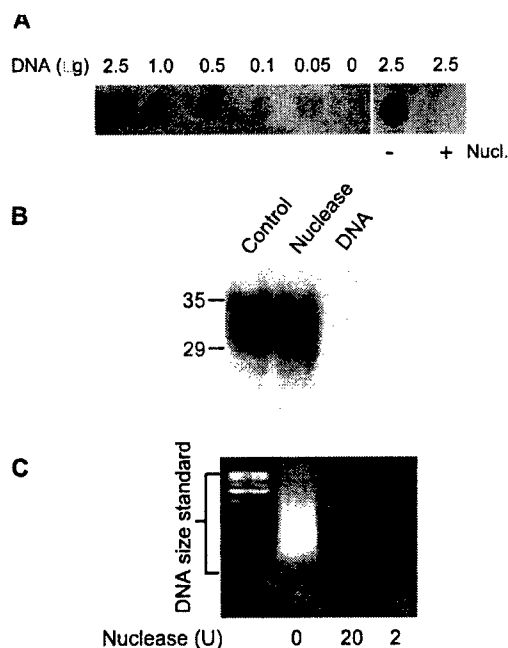 A
DNA (□g) 2.5 1.0 0.5 0.1 0.05 0 2.5 2.5
- + Nucl.
B
Control Nuclease DNA
35
29
C
DNA size standard
Nuclease (U) 0 20 2